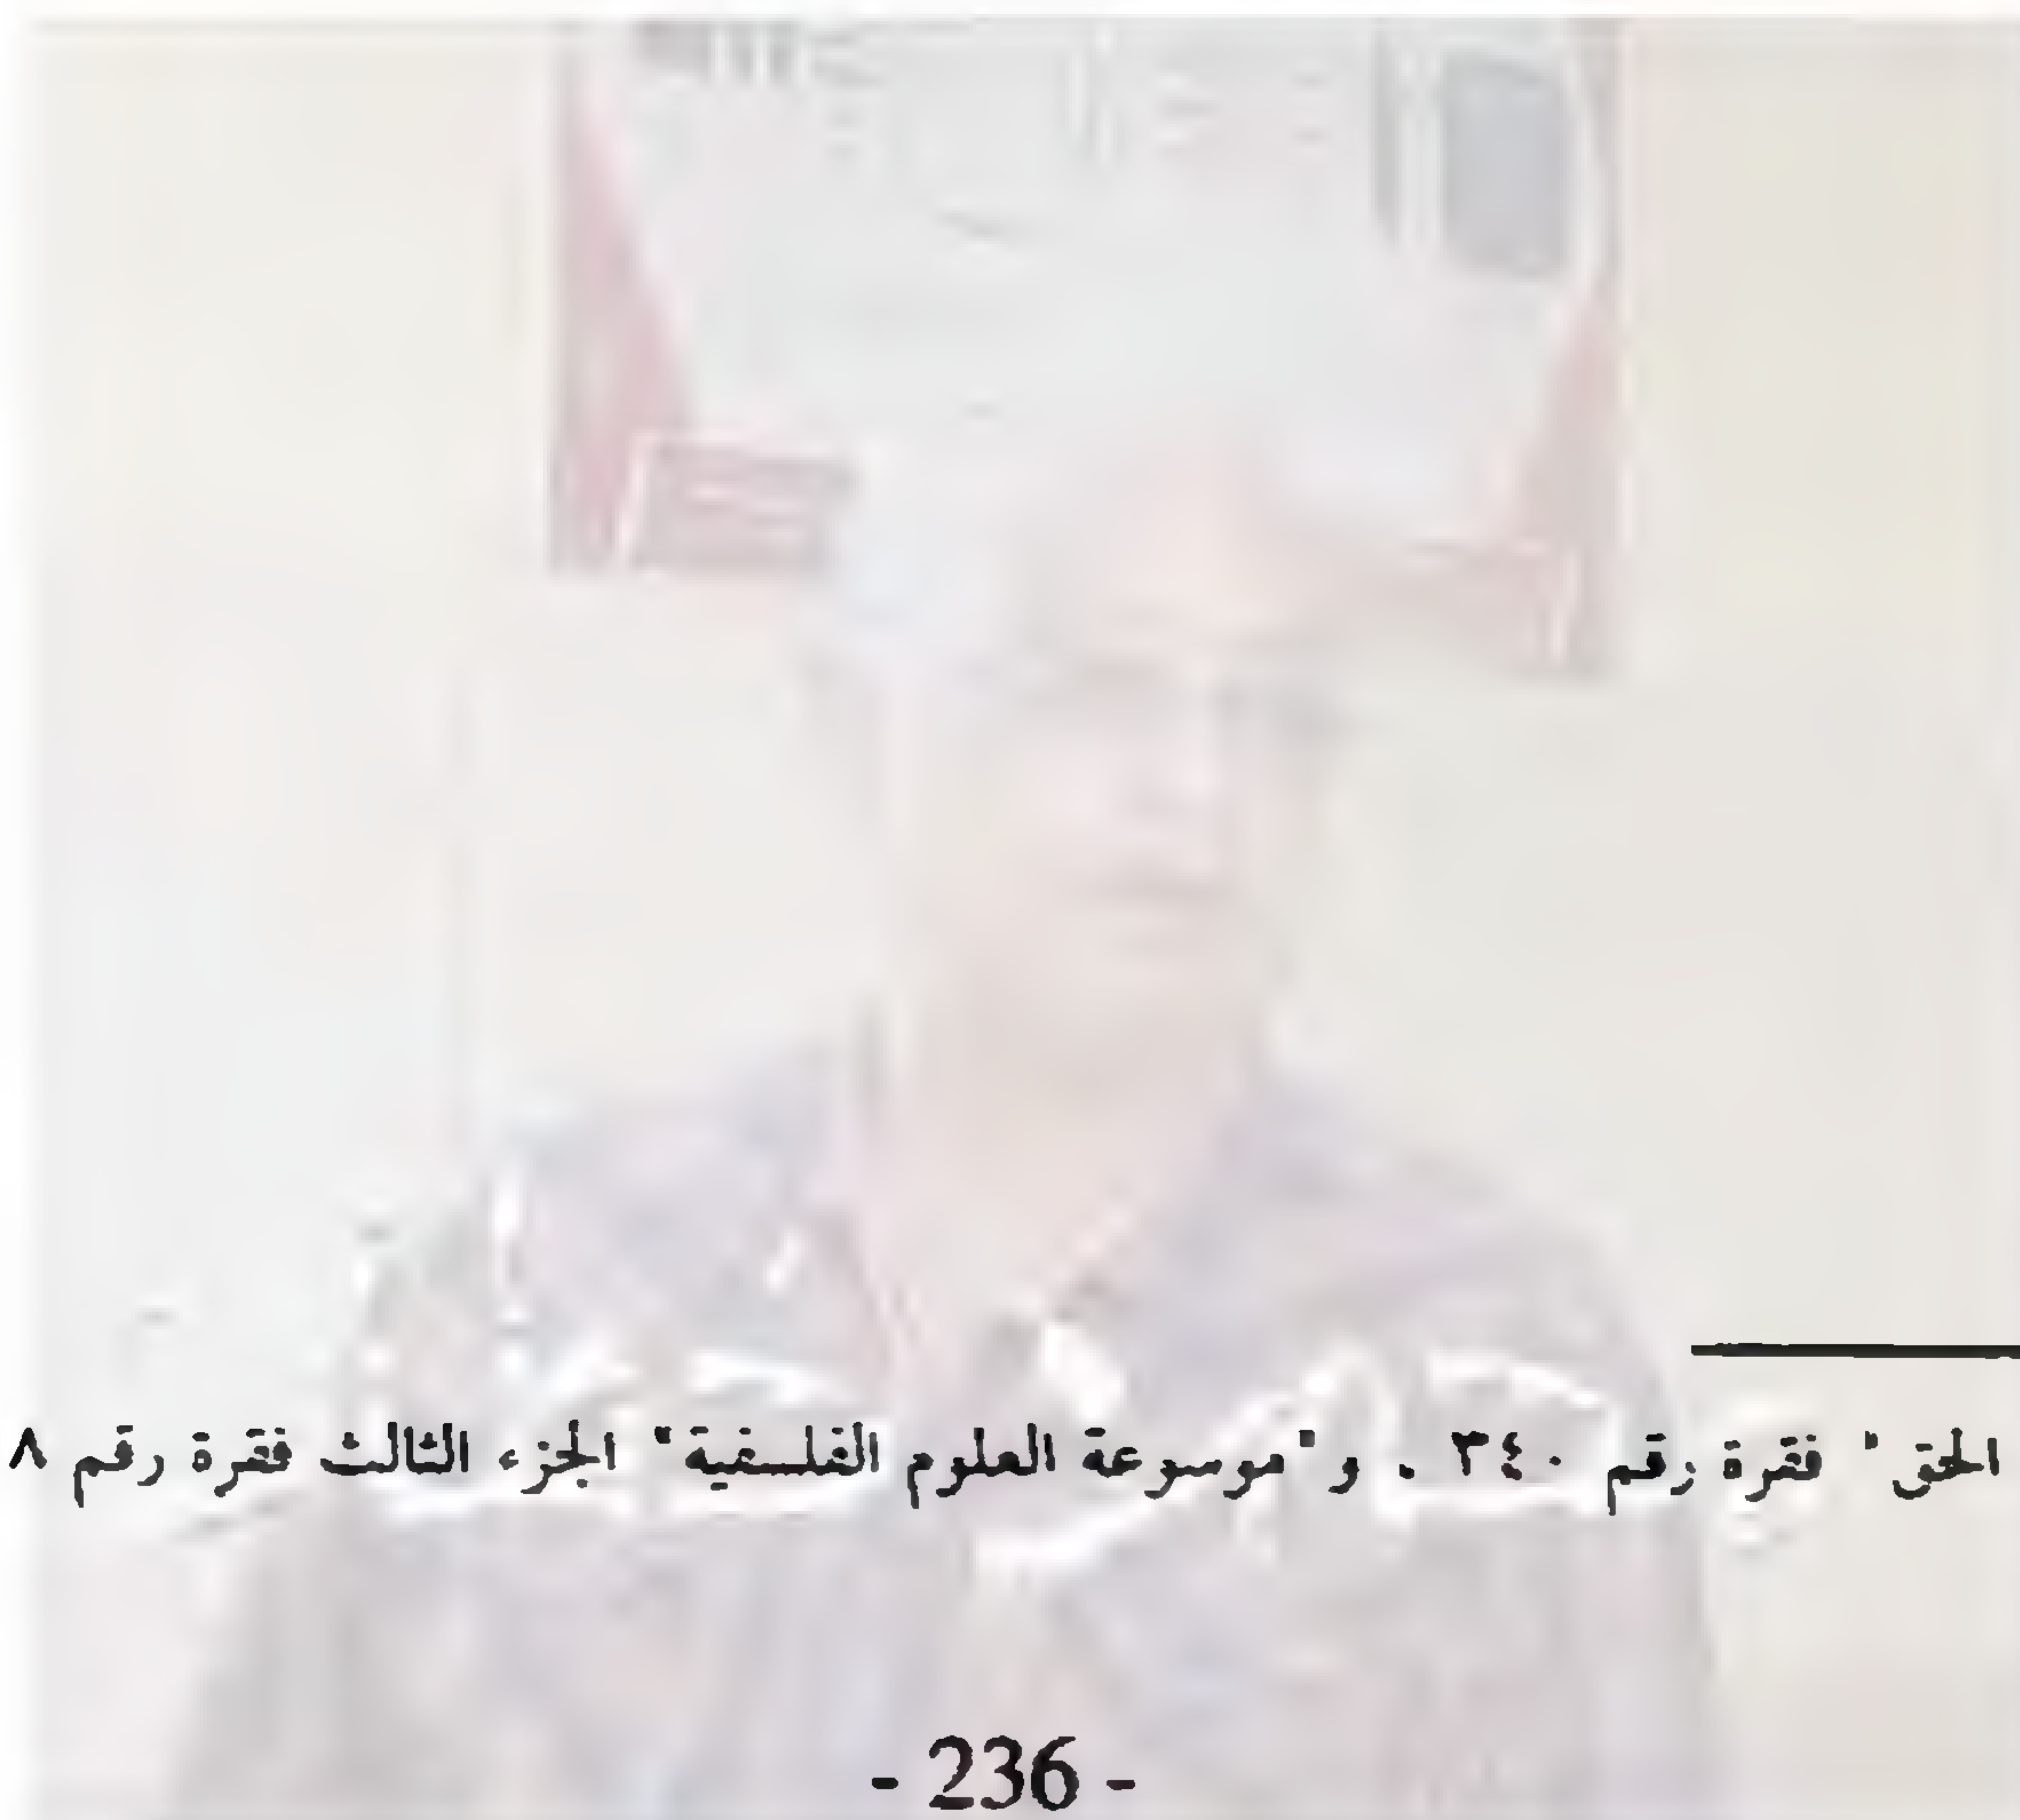 الحق" فقرة رقم ٣٤٠ . و"موسوعة العلوم الفلسفية" الجزء الثالث فقرة رقم ٨
- 236 -